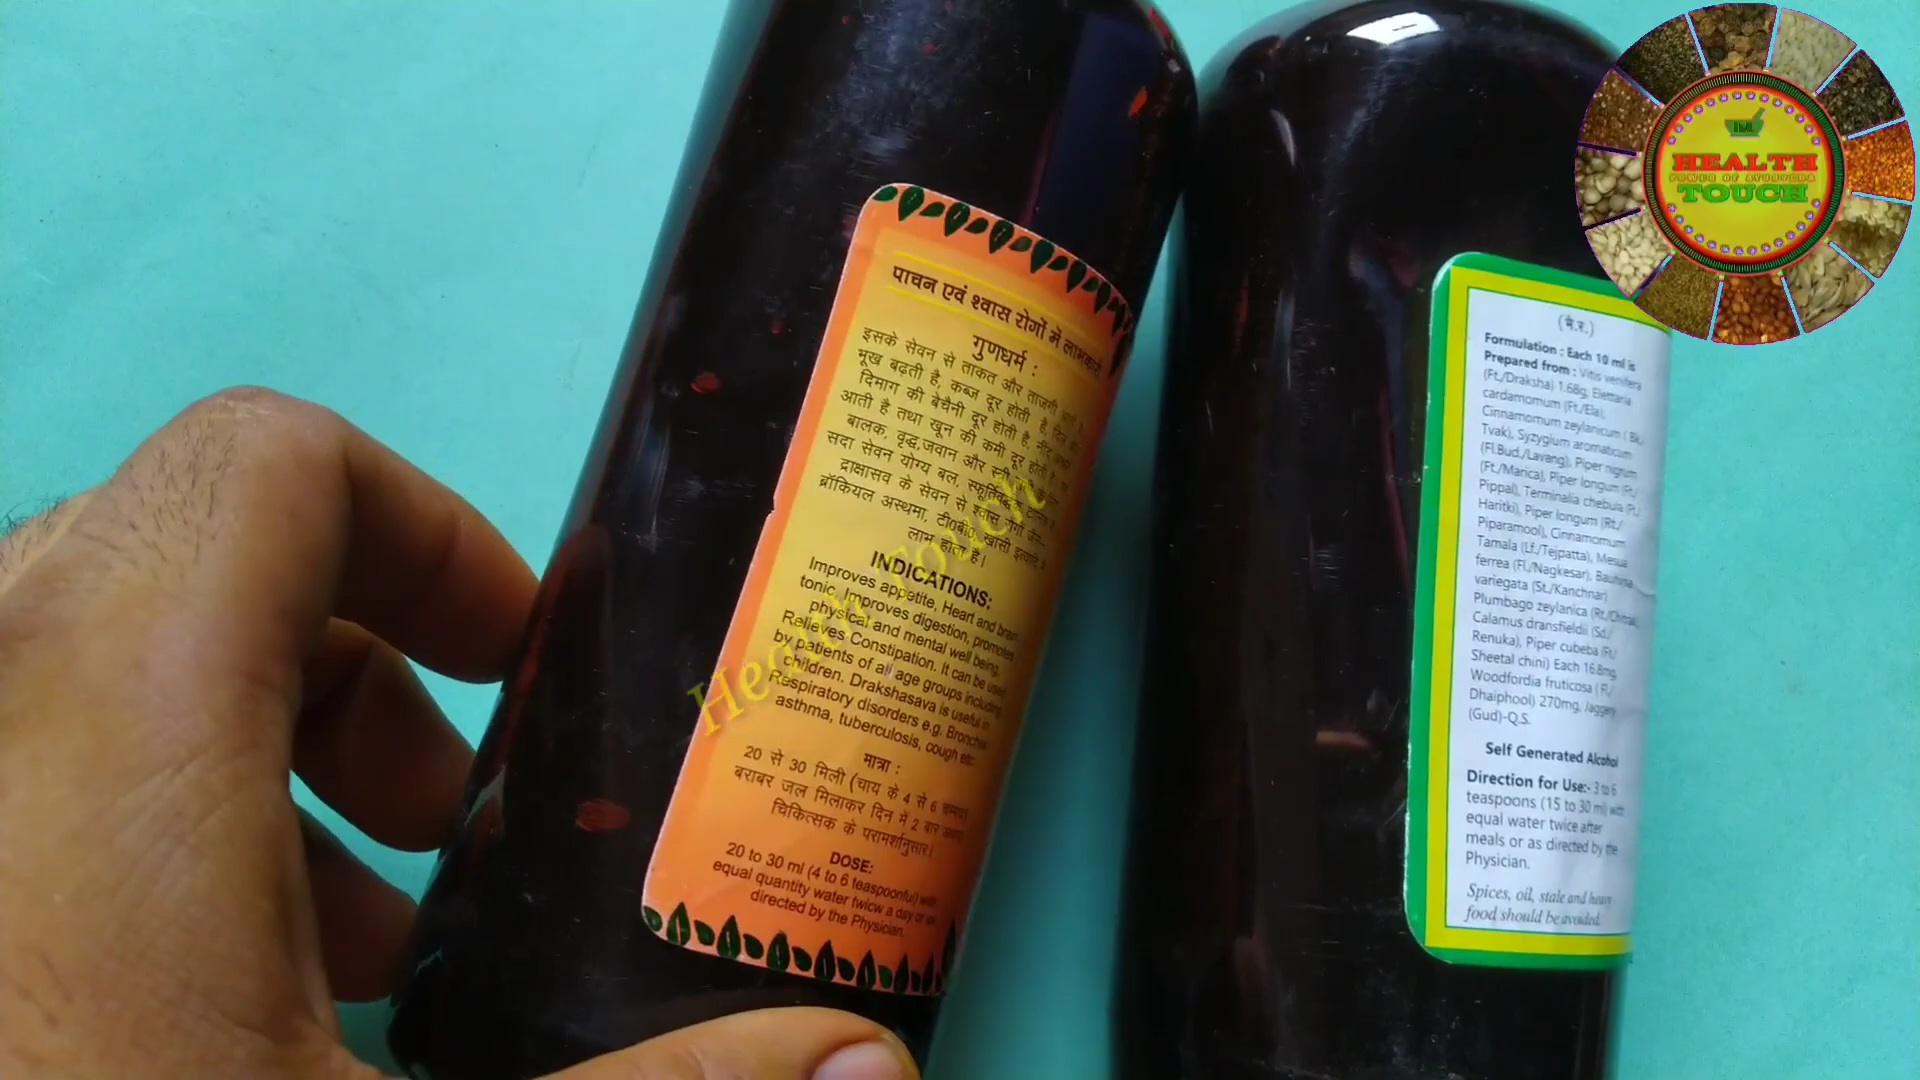 पाचन एवं श्वास रोगों में लाभकारी
गुणधर्म :
इसके सेवन से ताकत और ताजगी
भूख बढ़ती है, कब्ज दूर होती है, दिल
दिमाग की बेचैनी दूर होती है, नींद
आती है तथा खून की कमी दूर होती है
बालक, वृद्ध,जवान और स्त्री
सदा सेवन योग्य बल,
द्राक्षासव के सेवन से श्वास रोगों
ब्रॉकियल अस्थमा, टी0बी0, खांसी इत्यादि
लाभ होता है।
INDICATIONS:
Improves appetite, Heart and brain
tonic. Improves digestion, promotes
physical and mental well being,
Relieves Constipation. It can be used
by patients of all age groups including
children. Drakshasava is useful in
Respiratory disorders e.g. Bronchial
asthma, tuberculosis, cough etc
मात्रा :
20 से 30 मिली (चाय के 4 से 6 चम्मच)
बराबर जल मिलाकर दिन में 2 बार
चिकित्सक के परामर्शानुसार।
DOSE:
20 to 30 ml (4 to 6 teaspoonful) with
equal quantity water twicw a day or as
directed by the Physician.
Health Touch
(भै.र.)
Formulation : Each 10 ml is
Prepared from : Vitis venifera
(Ft./Draksha) 1.68g, Elettaria
cardamomum (Ft./Ela),
Cinnamomum zeylanicum ( Bk./
Tvak), Syzygium aromaticum
(Fl.Bud./Lavang), Piper nigrum
(Ft./Marica), Piper longum (Ft./
Pippal), Terminalia chebula (Ft./
Haritki), Piper longum (Rt./
Piparamool), Cinnamomum
Tamala (Lf./Tejpatta), Mesua
ferrea (Fl./Nagkesar), Bauhinia
variegata (St./Kanchnar)
Plumbago zeylanica (Rt./Chitrak
Calamus dransfieldii (Sd./
Renuka), Piper cubeba (Ft./
Sheetal chini) Each 16.8mg,
Woodfordia fruticosa ( Fl./
Dhaiphool) 270mg, Jaggery
(Gud)-Q.S.
Self Generated Alcohol
Direction for Use:- 3 to 6
teaspoons (15 to 30 ml) with
equal water twice after
meals or as directed by the
Physician.
Spices, oil, stale and heavy
food should be avoided.
HEALTH
POWER OF AYURVEDA
TOUCH